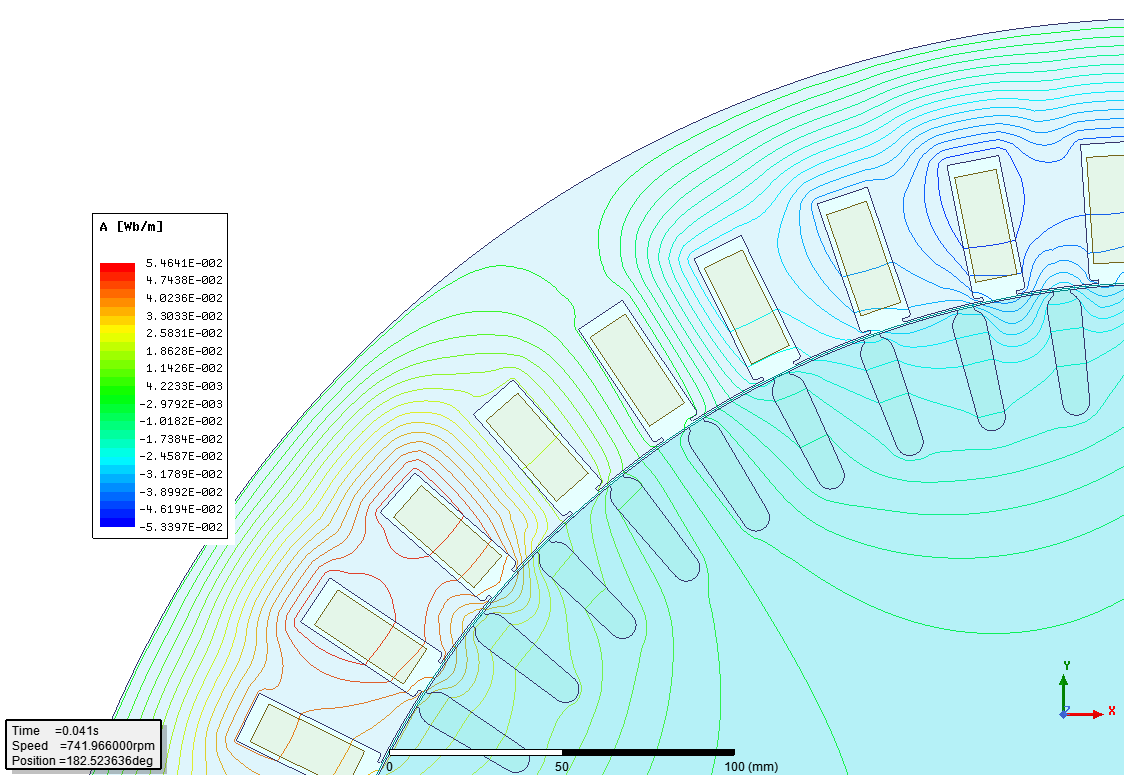 A [Wb/m]
5.4641E-002
4.7438E-002
4.0236E-002
3.3033E-002
2.5831E-002
1.8628E-002
1.1426E-002
4.2233E-003
-2.9792E-003
-1.0182E-002
-1.7384E-002
-2.4587E-002
-3.1789E-002
-3.8992E-002
-4.6194E-002
-5.3397E-002
Y
Z
X
Time =0.041s
Speed =741.966000rpm
Position =182.523636deg
0 50 100 (mm)